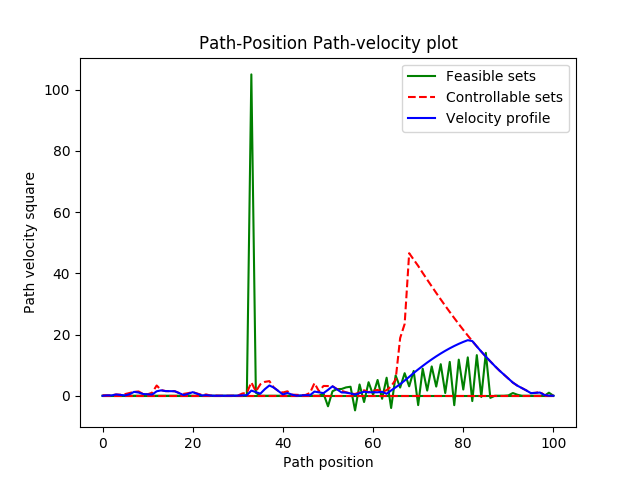 Path-Position Path-velocity plot
Feasible sets
Controllable sets
Velocity profile
Path velocity square
100
80
60
40
20
0
0
20
40
60
80
100
Path position